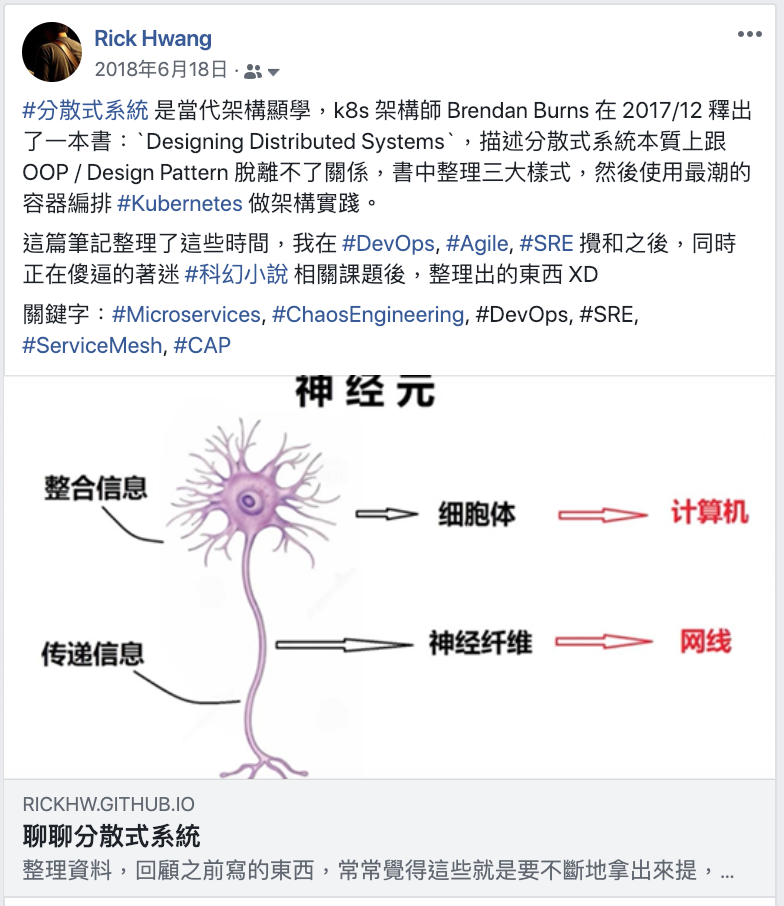 Rick Hwang
2018年6月18日 ·
#分散式系統 是當代架構顯學，k8s 架構師 Brendan Burns 在 2017/12 釋出
了一本書：`Designing Distributed Systems`，描述分散式系統本質上跟
OOP / Design Pattern 脫離不了關係，書中整理三大樣式，然後使用最潮的
容器編排 #Kubernetes 做架構實踐。
這篇筆記整理了這些時間，我在 #DevOps, #Agile, #SRE 攪和之後，同時
正在傻逼的著迷 #科幻小說 相關課題後，整理出的東西 XD
關鍵字：#Microservices, #ChaosEngineering, #DevOps, #SRE,
#ServiceMesh, #CAP
神经元
整合信息
细胞体
计算机
传递信息
神经纤维
网线
RICKHW.GITHUB.IO
聊聊分散式系統
整理資料，回顧之前寫的東西，常常覺得這些就是要不斷地拿出來提，...